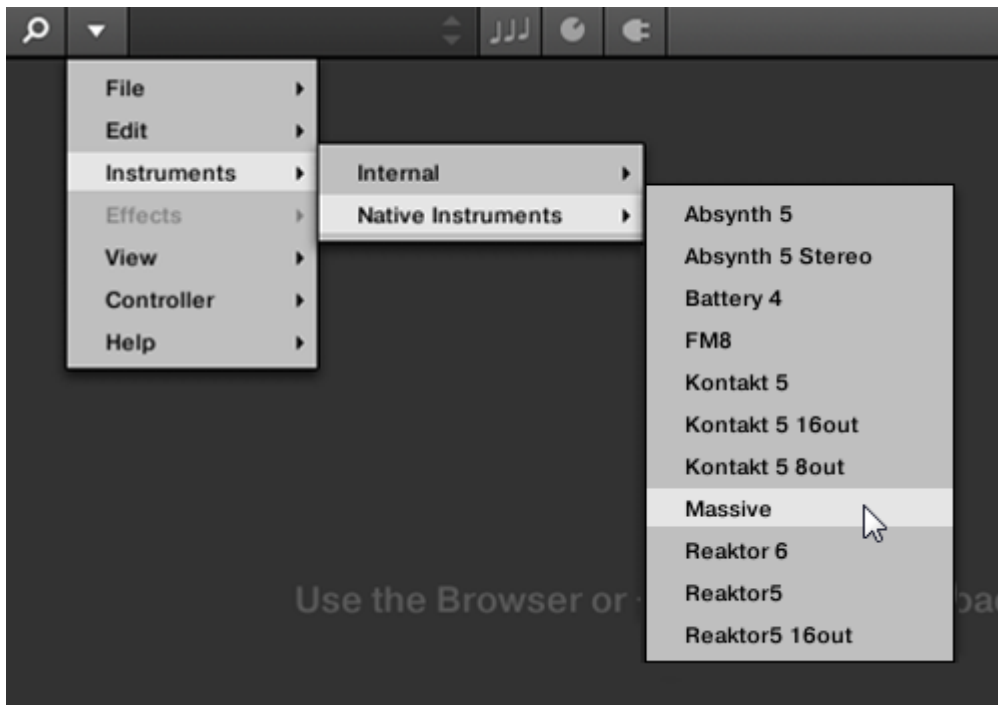 File
Edit
Instruments
Effects
View
Controller
Help
Internal
Native Instruments
Absynth 5
Absynth 5 Stereo
Battery 4
FM8
Kontakt 5
Kontakt 5 16out
Kontakt 5 8out
Massive
Reaktor 6
Reaktor5
Reaktor5 16out
Use the Browser or